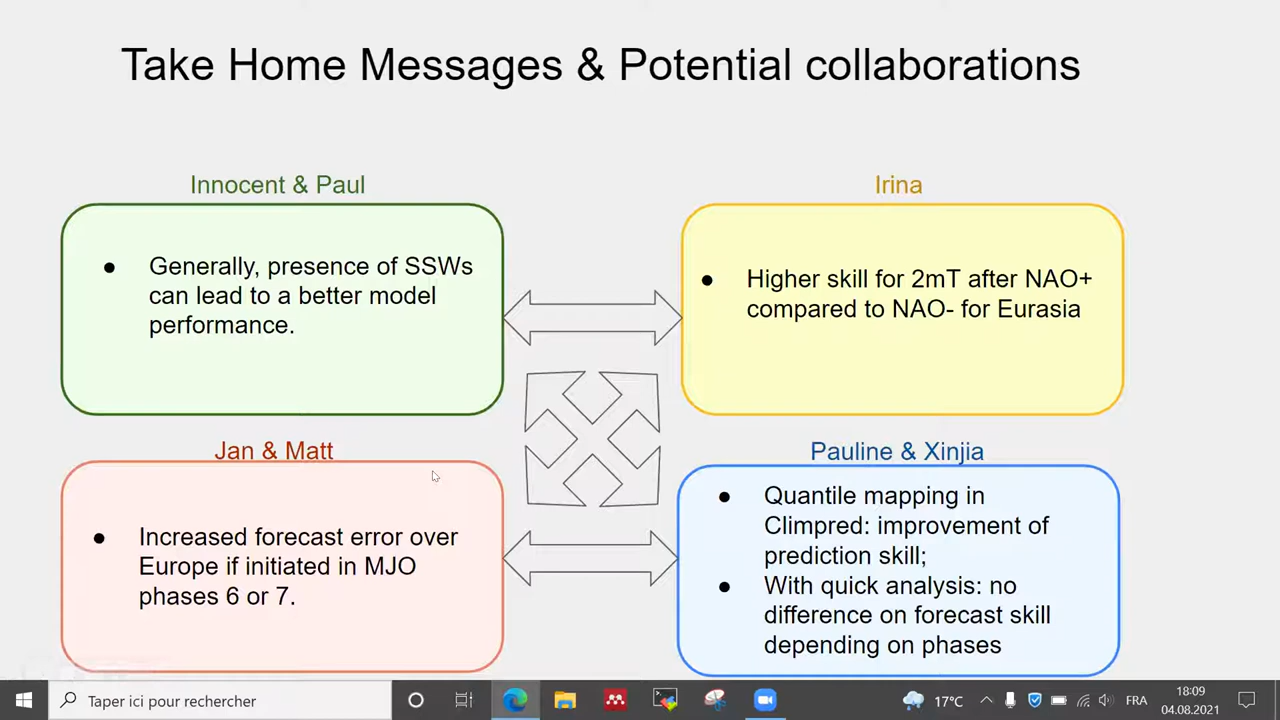 Take Home Messages & Potential collaborations
Innocent & Paul
● Generally, presence of SSWs
can lead to a better model
performance.
Irina
● Higher skill for 2mT after NAO+
compared to NAO- for Eurasia
Jan & Matt
● Increased forecast error over
Europe if initiated in MJO
phases 6 or 7.
Pauline & Xinjia
● Quantile mapping in
Climpred: improvement of
prediction skill;
● With quick analysis: no
difference on forecast skill
depending on phases
Taper ici pour rechercher
17°C
FRA
18:09
04.08.2021